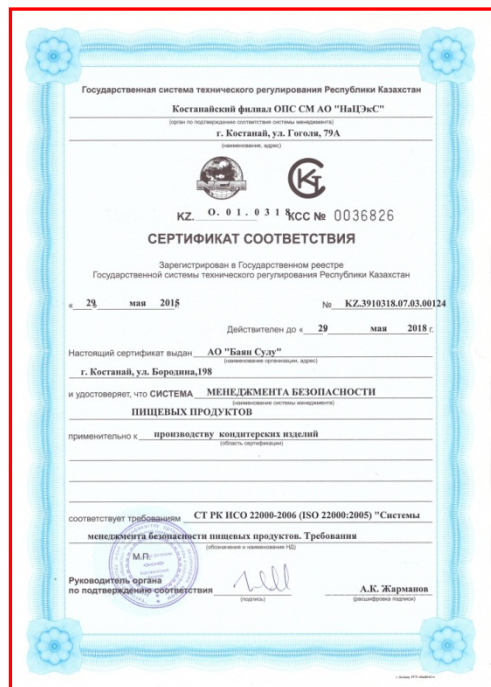 Государственная система технического регулирования Республики Казахстан
Костанайский филиал ОПС СМ АО "НаЦЭкС"
(орган по подтверждению соответствия системы менеджмента)
г. Костанай, ул. Гоголя, 79А
(наименование, адрес)
KZ. О. 01. 0318 КСС № 0036826
СЕРТИФИКАТ СООТВЕТСТВИЯ
Зарегистрирован в Государственном реестре
Государственной системы технического регулирования Республики Казахстан
« 29 мая 2015 № KZ.3910318.07.03.00124
Действителен до « 29 мая 2018 г.
Настоящий сертификат выдан АО "Баян Сулу"
(наименование организации, адрес)
г. Костанай, ул. Бородина,198
и удостоверяет, что СИСТЕМА МЕНЕДЖМЕНТА БЕЗОПАСНОСТИ
(наименование системы менеджмента)
ПИЩЕВЫХ ПРОДУКТОВ
применительно к производству кондитерских изделий
(область сертификации)
соответствует требованиям СТ РК ИСО 22000-2006 (ISO 22000:2005) "Системы
менеджмента безопасности пищевых продуктов. Требования
(обозначения и наименование НД)
М.П.
Руководитель органа
по подтверждению соответствия А.К. Жарманов
(подпись) (расшифровка подписи)